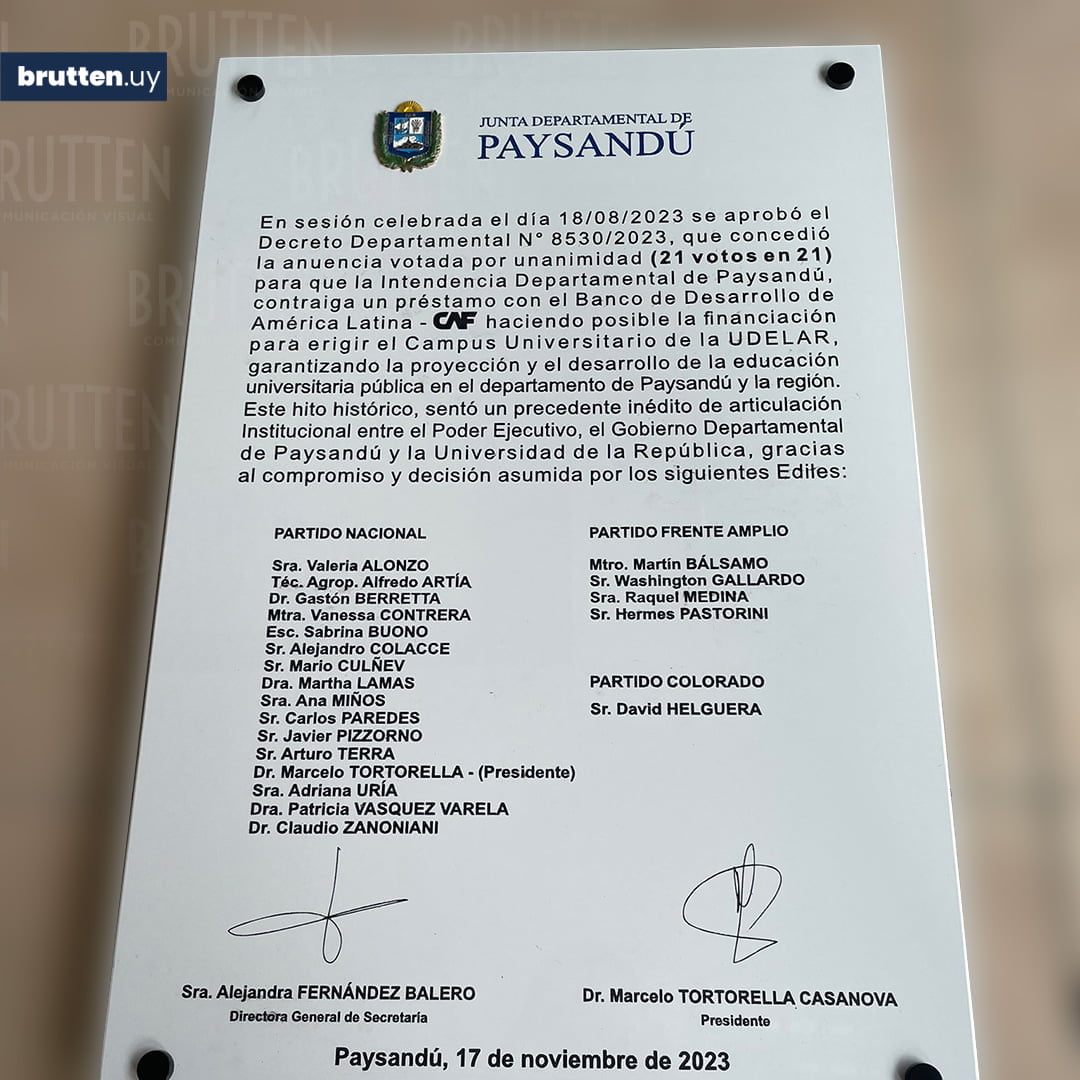 brutten.uy
BRUTTEN
COMUNICACIÓN VISUAL
JUNTA DEPARTAMENTAL DE
PAYSANDÚ
En sesión celebrada el día 18/08/2023 se aprobó el
Decreto Departamental N° 8530/2023, que concedió
la anuencia votada por unanimidad (21 votos en 21)
para que la Intendencia Departamental de Paysandú,
contraiga un préstamo con el Banco de Desarrollo de
América Latina - CAF haciendo posible la financiación
para erigir el Campus Universitario de la UDELAR,
garantizando la proyección y el desarrollo de la educación
universitaria pública en el departamento de Paysandú y la región.
Este hito histórico, sentó un precedente inédito de articulación
Institucional entre el Poder Ejecutivo, el Gobierno Departamental
de Paysandú y la Universidad de la República, gracias
al compromiso y decisión asumida por los siguientes Ediles:
PARTIDO NACIONAL
Sra. Valeria ALONZO
Téc. Agrop. Alfredo ARTÍA
Dr. Gastón BERRETTA
Mtra. Vanessa CONTRERA
Esc. Sabrina BUONO
Sr. Alejandro COLACCE
Sr. Mario CULÑEV
Dra. Martha LAMAS
Sra. Ana MIÑOS
Sr. Carlos PAREDES
Sr. Javier PIZZORNO
Sr. Arturo TERRA
Dr. Marcelo TORTORELLA - (Presidente)
Sra. Adriana URÍA
Dra. Patricia VASQUEZ VARELA
Dr. Claudio ZANONIANI
PARTIDO FRENTE AMPLIO
Mtro. Martín BÁLSAMO
Sr. Washington GALLARDO
Sra. Raquel MEDINA
Sr. Hermes PASTORINI
PARTIDO COLORADO
Sr. David HELGUERA
Sra. Alejandra FERNÁNDEZ BALERO
Directora General de Secretaría
Dr. Marcelo TORTORELLA CASANOVA
Presidente
Paysandú, 17 de noviembre de 2023